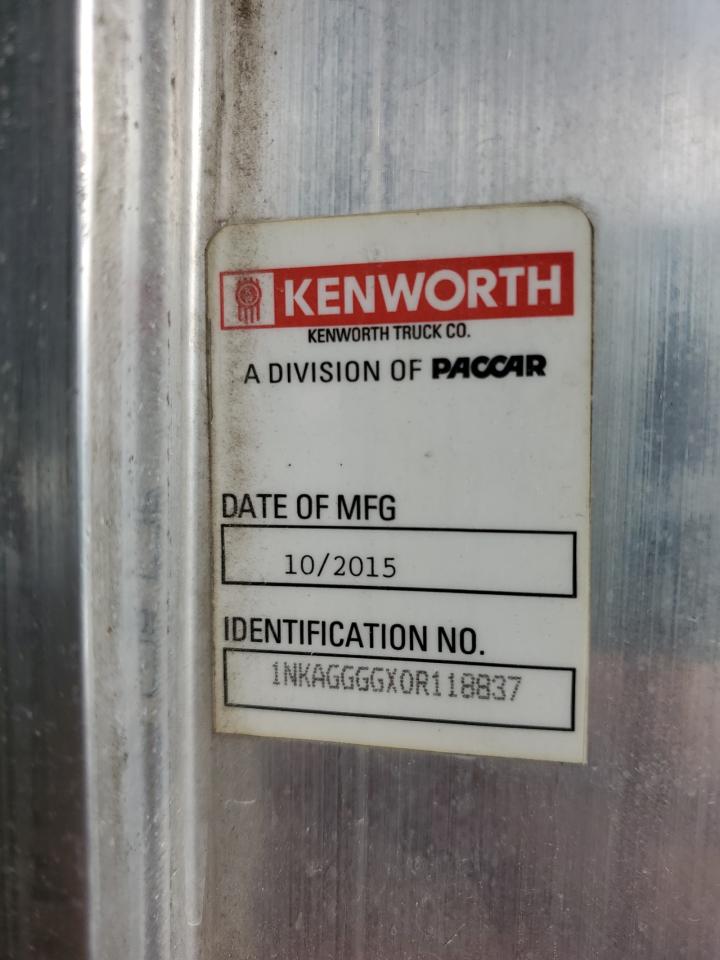 KENWORTH
KENWORTH TRUCK CO.
A DIVISION OF PACCAR
DATE OF MFG
10/2015
IDENTIFICATION NO.
1NKAGGGGX0R118837